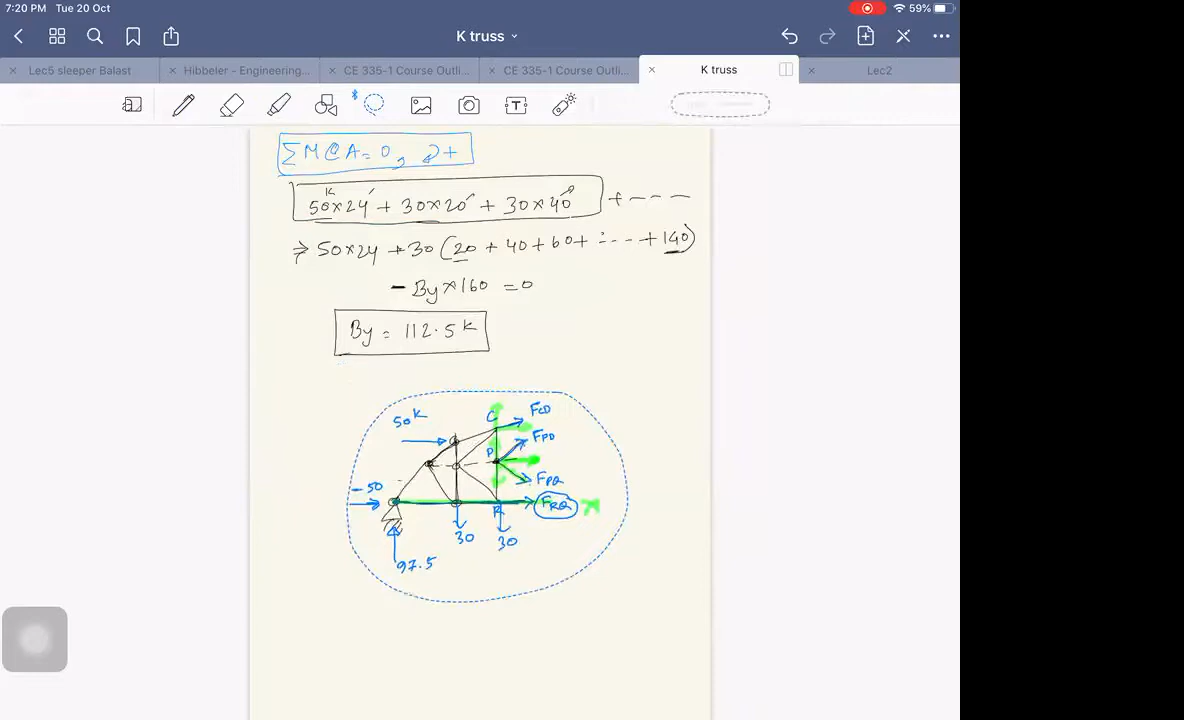 7:20 PM Tue 20 Oct
59%
K truss
Lec5 sleeper Balast
Hibbeler - Engineering...
CE 335-1 Course Outli...
CE 335-1 Course Outli...
K truss
Lec2
ΣM@A=0, +
50ᴷ×24' + 30×20' + 30×40' + - - -
⇒ 50×24 + 30(20 + 40 + 60 + ... + 140)
- By×160 = 0
By = 112.5 K
50 K
C
FCD
P
FPD
FPQ
-50
R
FRQ
x
30
30
97.5